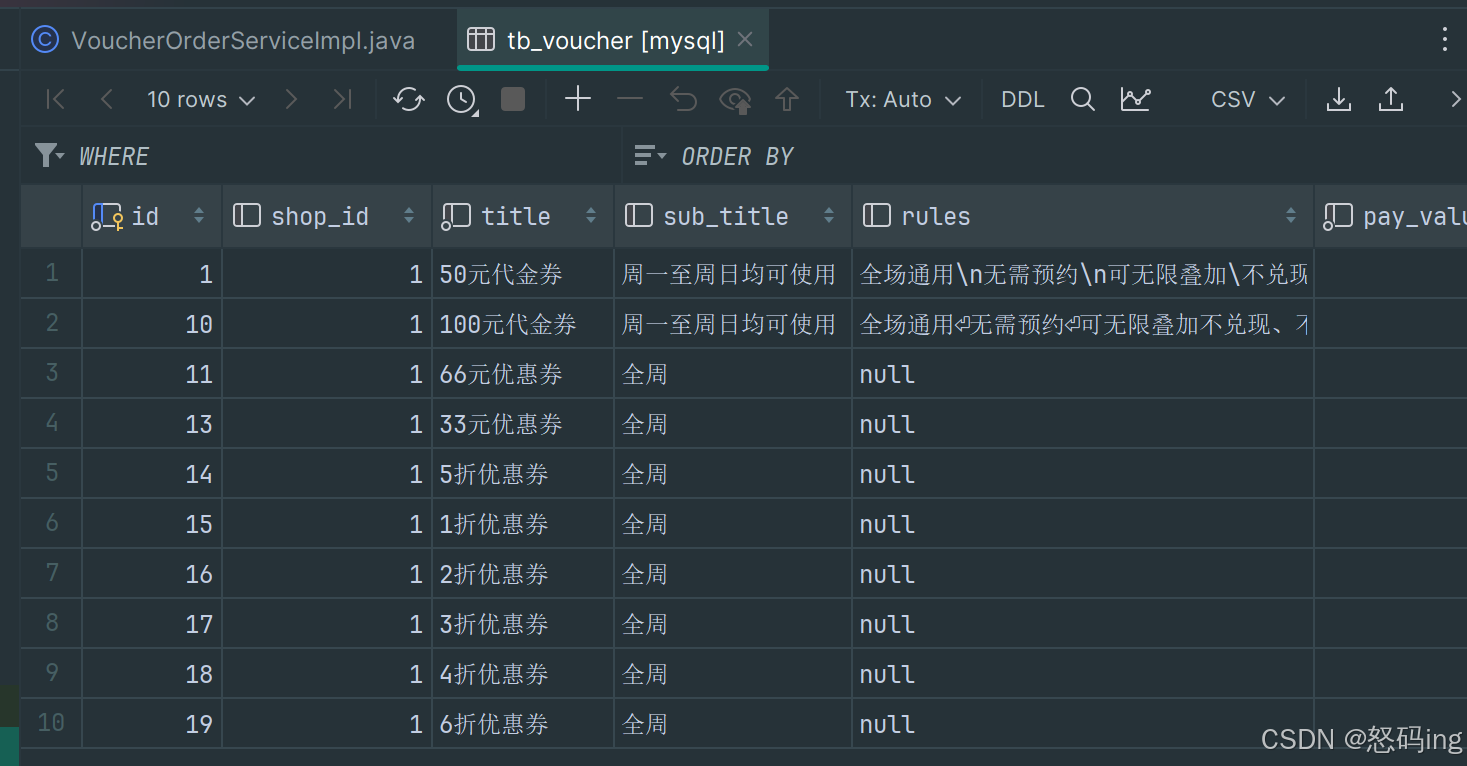 VoucherOrderServiceImpl.java tb_voucher [mysql]
10 rows Tx: Auto DDL CSV
WHERE ORDER BY
id shop_id title sub_title rules pay_valu
1 1 1 50元代金券 周一至周日均可使用 全场通用\n无需预约\n可无限叠加\不兑现
2 10 1 100元代金券 周一至周日均可使用 全场通用⏎无需预约⏎可无限叠加不兑现、不
3 11 1 66元优惠券 全周 null
4 13 1 33元优惠券 全周 null
5 14 1 5折优惠券 全周 null
6 15 1 1折优惠券 全周 null
7 16 1 2折优惠券 全周 null
8 17 1 3折优惠券 全周 null
9 18 1 4折优惠券 全周 null
10 19 1 6折优惠券 全周 null
CSDN @怒码ing